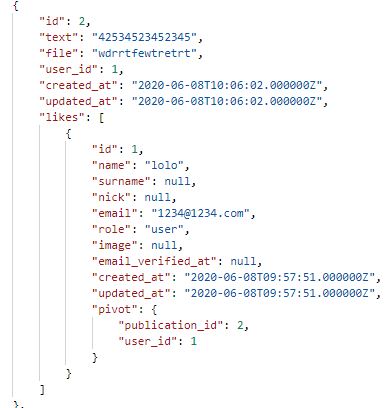 {
"id": 2,
"text": "42534523452345",
"file": "wdrrtfewtretrt",
"user_id": 1,
"created_at": "2020-06-08T10:06:02.000000Z",
"updated_at": "2020-06-08T10:06:02.000000Z",
"likes": [
{
"id": 1,
"name": "lolo",
"surname": null,
"nick": null,
"email": "1234@1234.com",
"role": "user",
"image": null,
"email_verified_at": null,
"created_at": "2020-06-08T09:57:51.000000Z",
"updated_at": "2020-06-08T09:57:51.000000Z",
"pivot": {
"publication_id": 2,
"user_id": 1
}
}
]
},